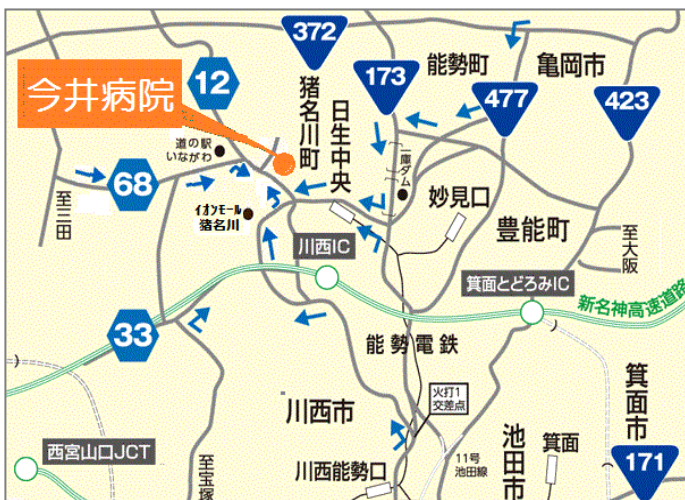 372
173
能勢町
亀岡市
12
今井病院
477
423
猪名川町
日生中央
道の駅
いながわ
一庫ダム
68
妙見口
至三田
イオンモール
猪名川
豊能町
至大阪
川西IC
箕面とどろみIC
新名神高速道路
33
能勢電鉄
火打1
交差点
箕面市
川西市
西宮山口JCT
至宝塚
川西能勢口
11号
池田線
池田市
箕面
171